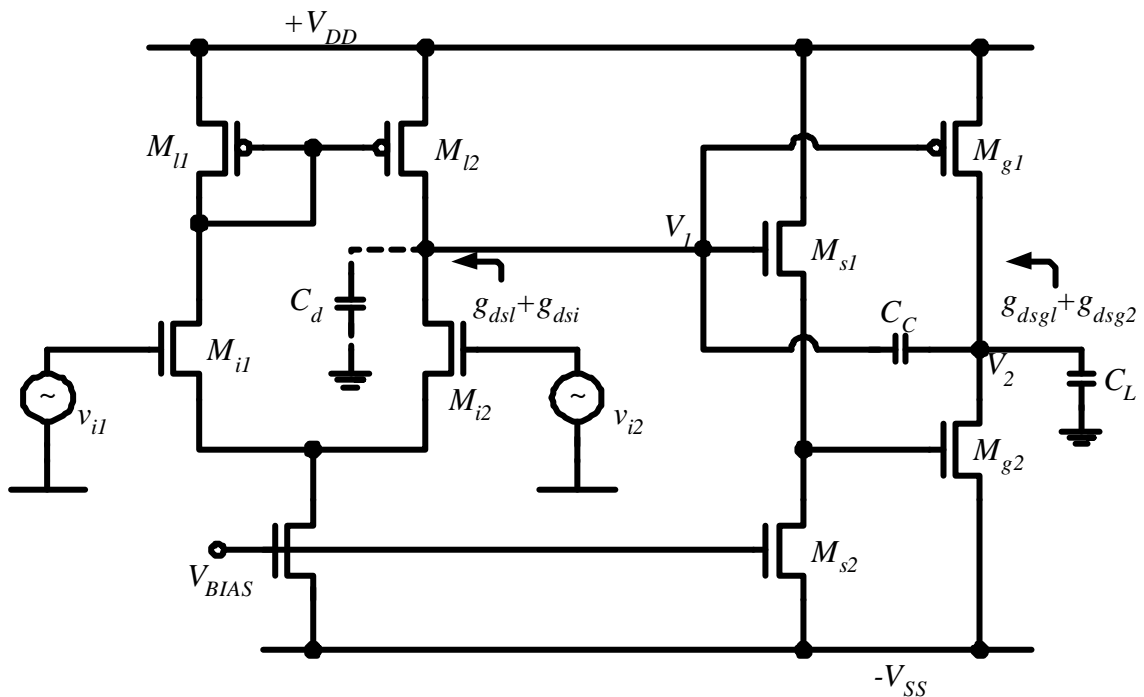 +V_DD
M_l1
M_l2
M_g1
V_1
M_s1
C_d
g_dsl+g_dsi
C_C
g_dsgl+g_dsg2
M_i1
V_2
C_L
~
v_i1
M_i2
~
v_i2
M_g2
V_BIAS
M_s2
-V_SS